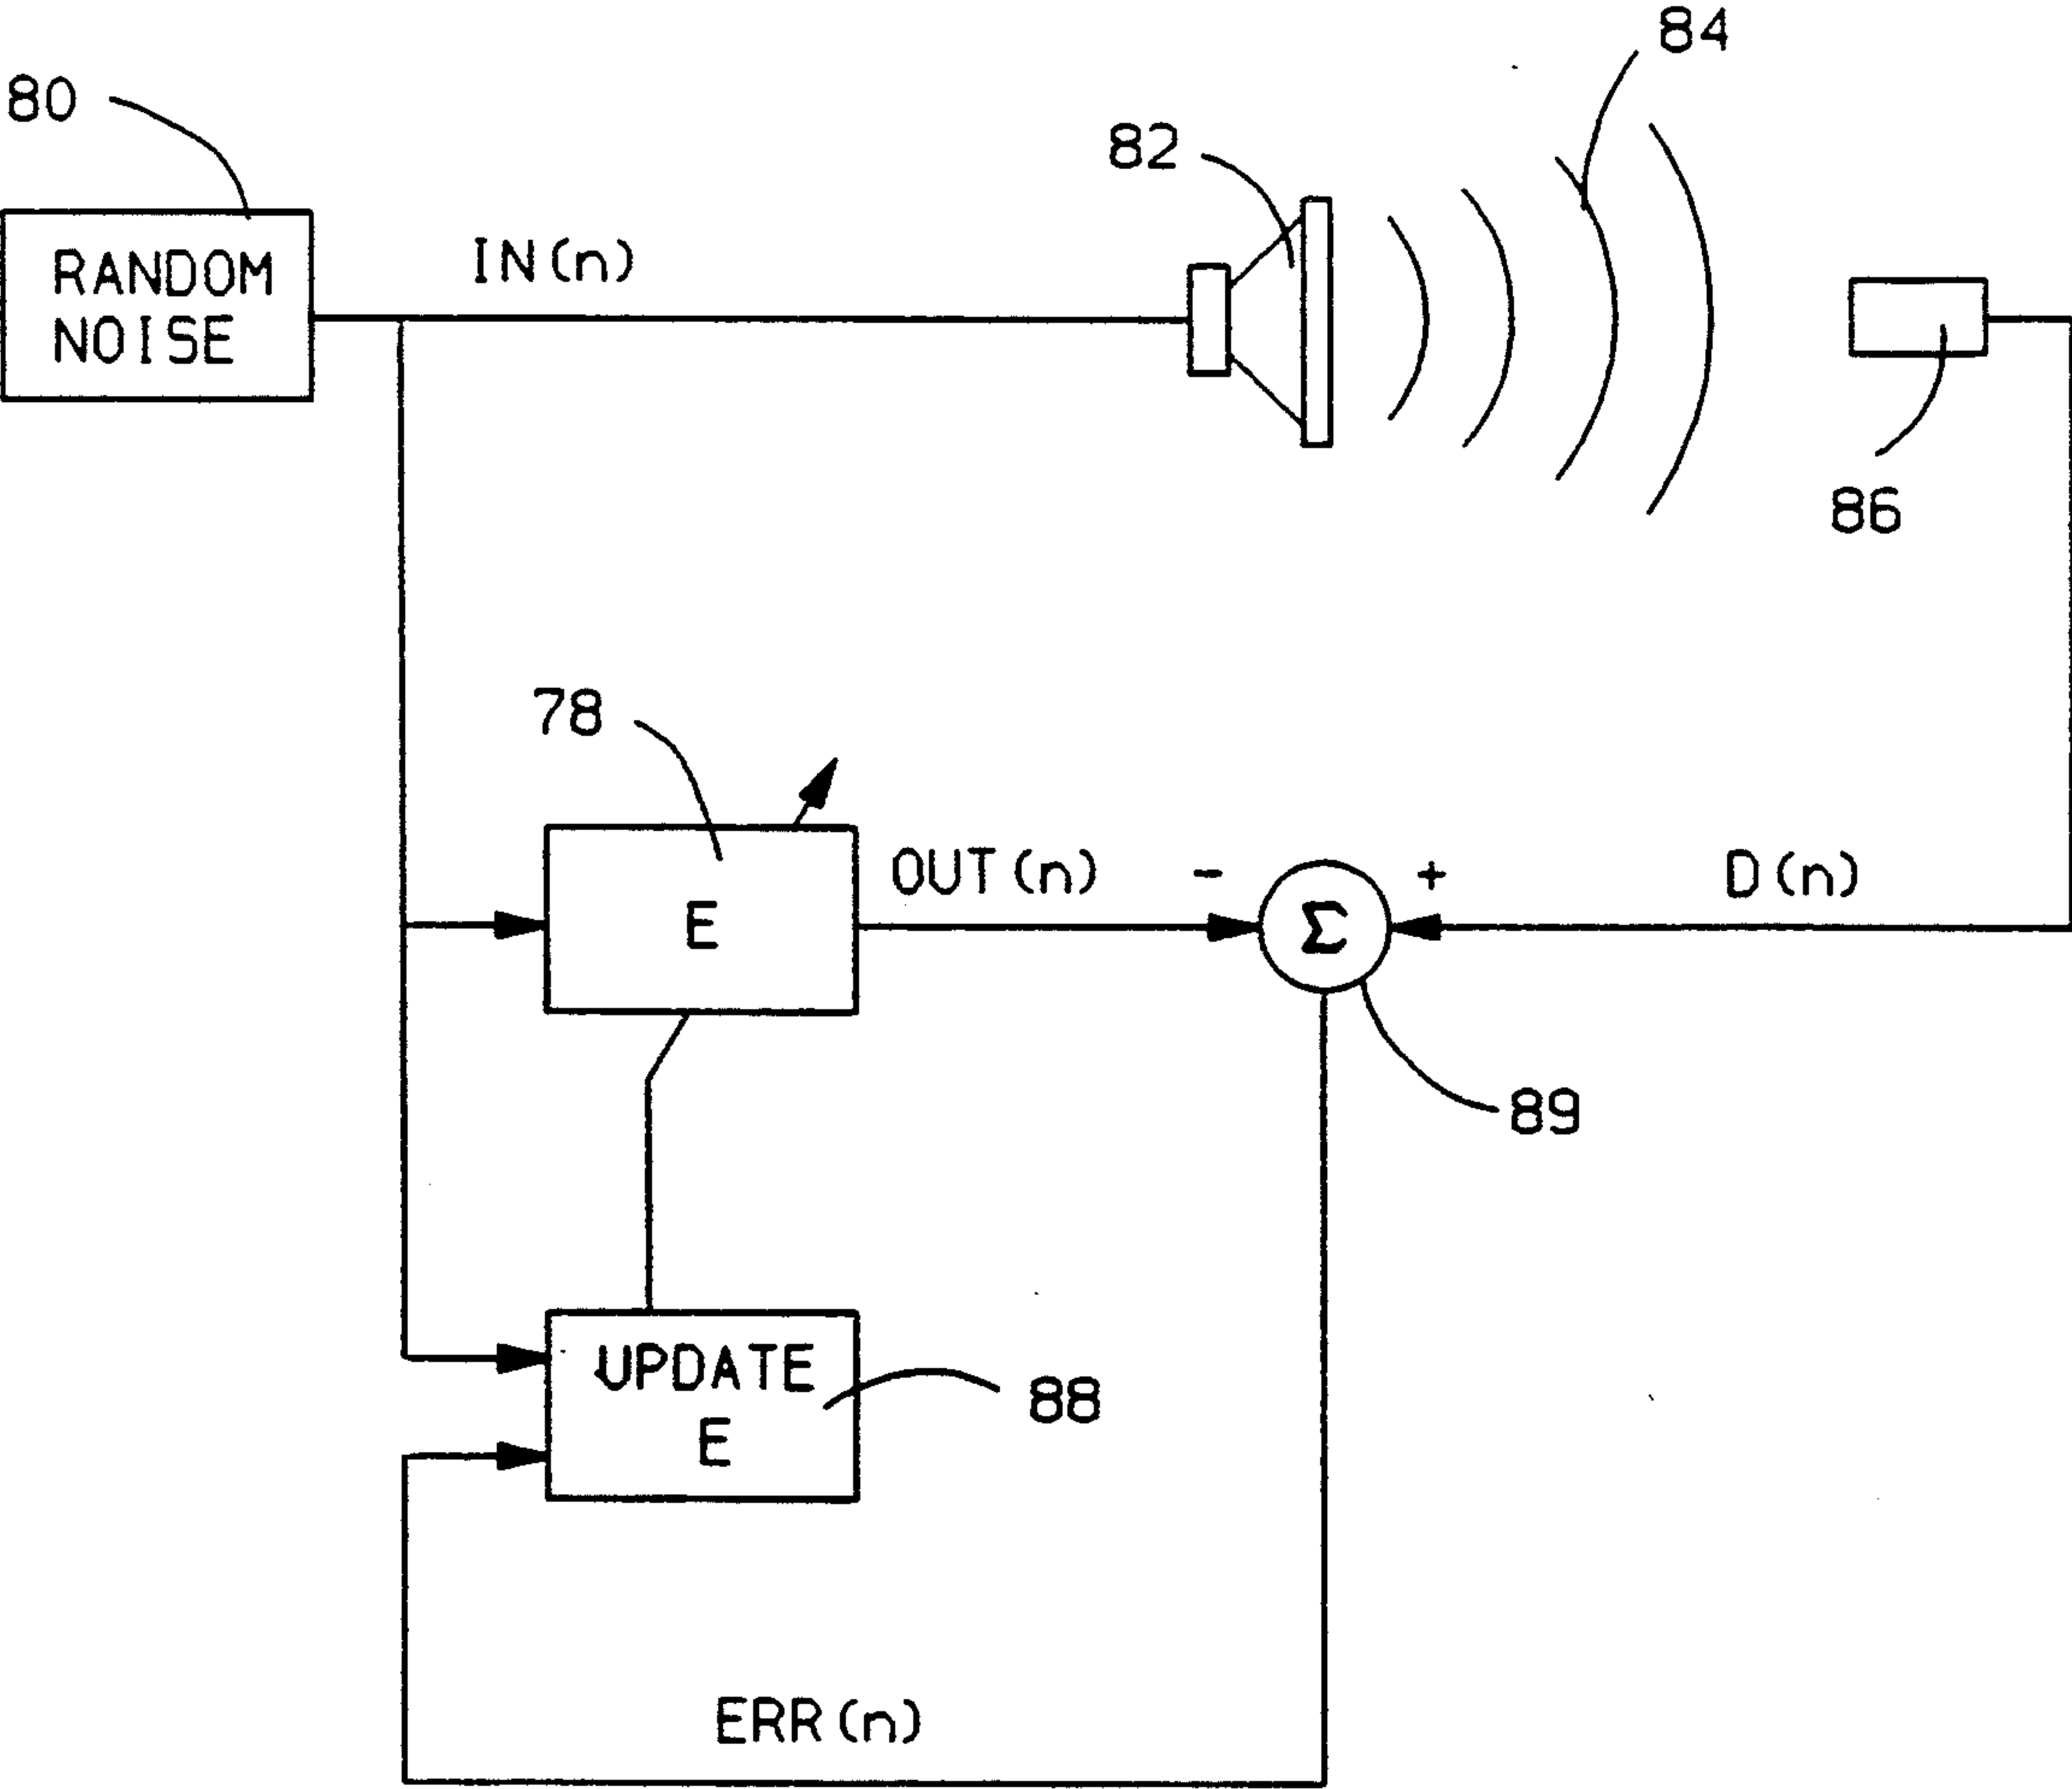 84
80
82
RANDOM
NOISE
IN(n)
86
78
E
OUT(n)
-
Σ
+
D(n)
89
UPDATE
E
88
ERR(n)